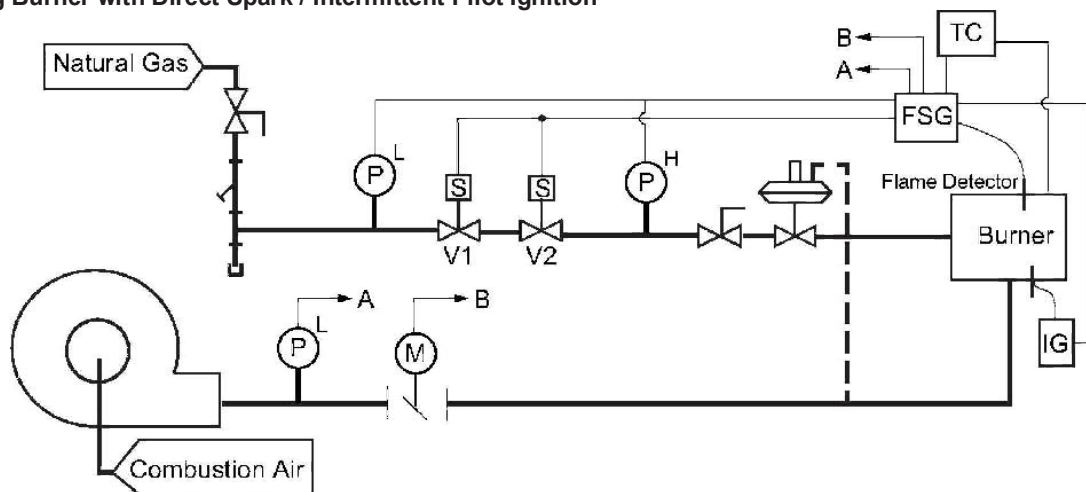 g Burner with Direct Spark / Intermittent Pilot Ignition
Natural Gas
B
A
TC
FSG
P
L
S
S
P
H
Flame Detector
V1
V2
Burner
A
B
P
L
M
IG
Combustion Air